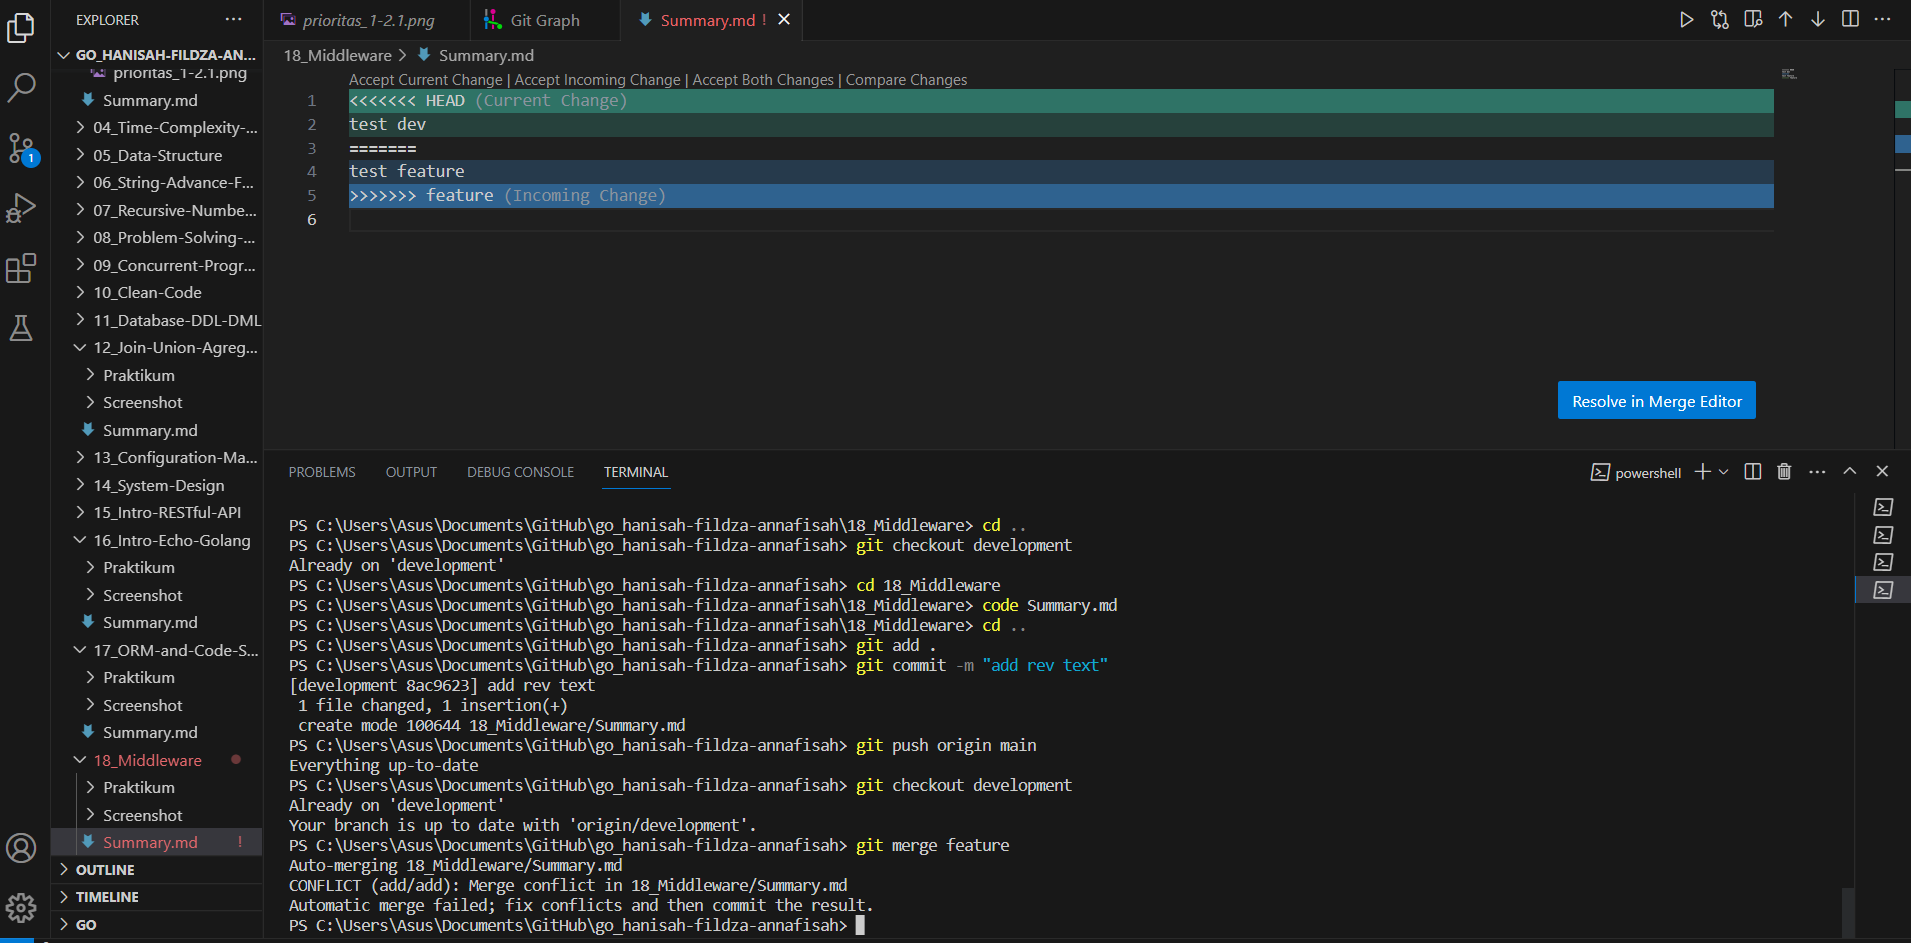 EXPLORER
GO_HANISAH-FILDZA-AN...
prioritas_1-2.1.png
Summary.md
04_Time-Complexity-...
05_Data-Structure
06_String-Advance-F...
07_Recursive-Numbe...
08_Problem-Solving-...
09_Concurrent-Progr...
10_Clean-Code
11_Database-DDL-DML
12_Join-Union-Agreg...
Praktikum
Screenshot
Summary.md
13_Configuration-Ma...
14_System-Design
15_Intro-RESTful-API
16_Intro-Echo-Golang
Praktikum
Screenshot
Summary.md
17_ORM-and-Code-S...
Praktikum
Screenshot
Summary.md
18_Middleware
Praktikum
Screenshot
Summary.md !
OUTLINE
TIMELINE
GO
1
prioritas_1-2.1.png Git Graph Summary.md !
18_Middleware > Summary.md
Accept Current Change | Accept Incoming Change | Accept Both Changes | Compare Changes
1 <<<<<<< HEAD (Current Change)
2 test dev
3 =======
4 test feature
5 >>>>>>> feature (Incoming Change)
6
Resolve in Merge Editor
PROBLEMS OUTPUT DEBUG CONSOLE TERMINAL powershell
PS C:\Users\Asus\Documents\GitHub\go_hanisah-fildza-annafisah\18_Middleware> cd ..
PS C:\Users\Asus\Documents\GitHub\go_hanisah-fildza-annafisah> git checkout development
Already on 'development'
PS C:\Users\Asus\Documents\GitHub\go_hanisah-fildza-annafisah> cd 18_Middleware
PS C:\Users\Asus\Documents\GitHub\go_hanisah-fildza-annafisah\18_Middleware> code Summary.md
PS C:\Users\Asus\Documents\GitHub\go_hanisah-fildza-annafisah\18_Middleware> cd ..
PS C:\Users\Asus\Documents\GitHub\go_hanisah-fildza-annafisah> git add .
PS C:\Users\Asus\Documents\GitHub\go_hanisah-fildza-annafisah> git commit -m "add rev text"
[development 8ac9623] add rev text
1 file changed, 1 insertion(+)
create mode 100644 18_Middleware/Summary.md
PS C:\Users\Asus\Documents\GitHub\go_hanisah-fildza-annafisah> git push origin main
Everything up-to-date
PS C:\Users\Asus\Documents\GitHub\go_hanisah-fildza-annafisah> git checkout development
Already on 'development'
Your branch is up to date with 'origin/development'.
PS C:\Users\Asus\Documents\GitHub\go_hanisah-fildza-annafisah> git merge feature
Auto-merging 18_Middleware/Summary.md
CONFLICT (add/add): Merge conflict in 18_Middleware/Summary.md
Automatic merge failed; fix conflicts and then commit the result.
PS C:\Users\Asus\Documents\GitHub\go_hanisah-fildza-annafisah>